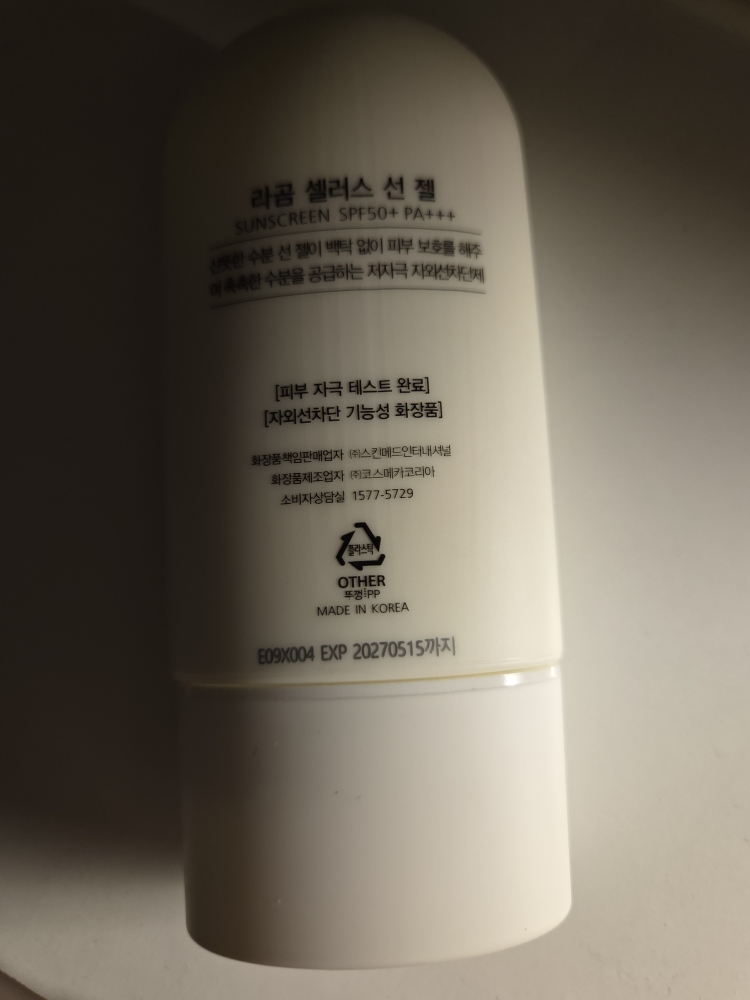 라곰 셀러스 선 젤
SUNSCREEN SPF50+ PA+++
산뜻한 수분 선 젤이 백탁 없이 피부 보호를 해주
며 촉촉한 수분을 공급하는 저자극 자외선차단제
[피부 자극 테스트 완료]
[자외선차단 기능성 화장품]
화장품책임판매업자 ㈜스킨메드인터내셔널
화장품제조업자 ㈜코스메카코리아
소비자상담실 1577-5729
플라스틱
OTHER
뚜껑:PP
MADE IN KOREA
E09X004 EXP 20270515까지